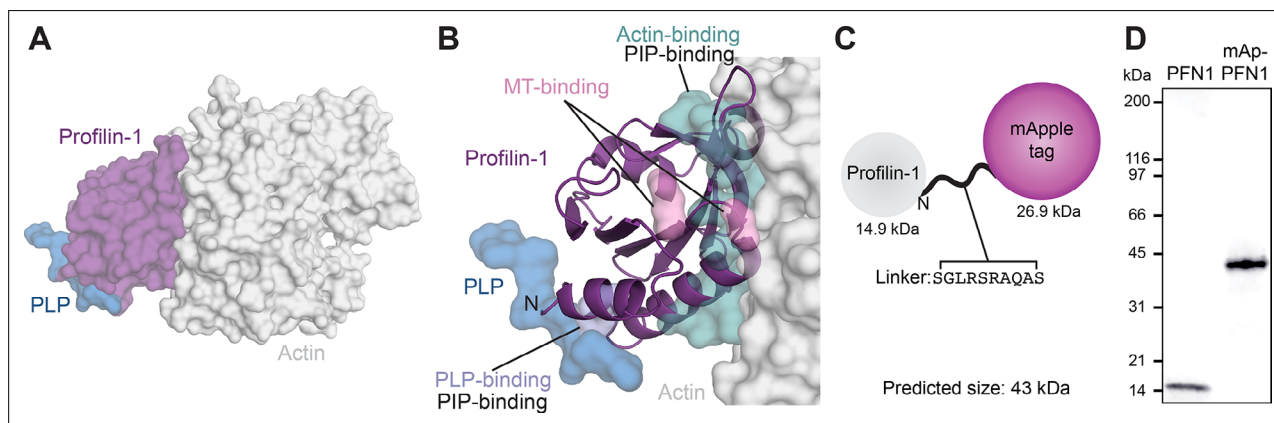 A
Profilin-1
PLP
Actin
B
Actin-binding
PIP-binding
MT-binding
Profilin-1
PLP
N
PLP-binding
PIP-binding
Actin
C
mApple
tag
Profilin-1
N
14.9 kDa
26.9 kDa
Linker:SGLRSRAQAS
Predicted size: 43 kDa
D
mAp-
kDa PFN1 PFN1
200
116
97
66
45
31
21
14